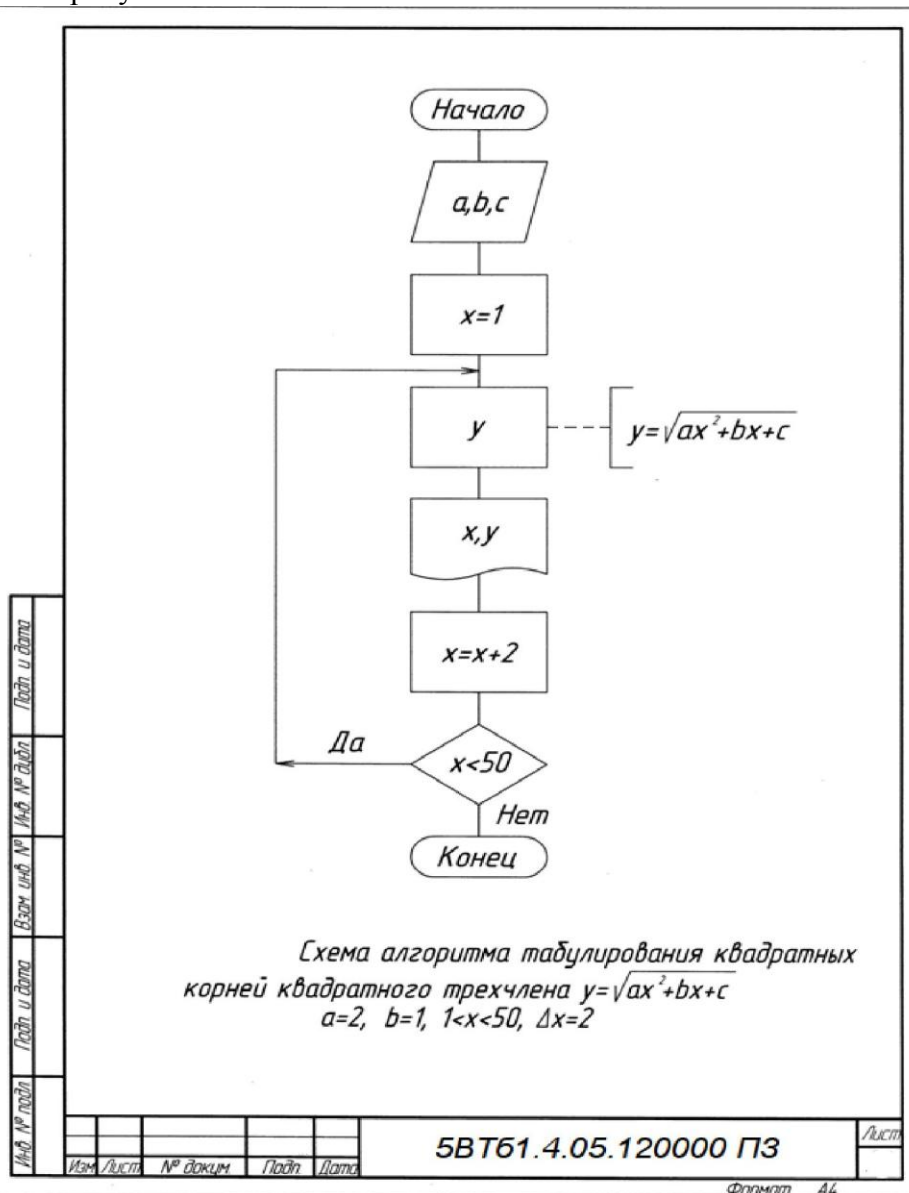 Начало
a,b,c
x=1
y
y=√ax²+bx+c
x,y
x=x+2
Да
x<50
Нет
Конец
Схема алгоритма табулирования квадратных
корней квадратного трехчлена y=√ax²+bx+c
a=2, b=1, 1<x<50, Δx=2
Подп. и дата
Инв. № дубл
Взам. инв. №
Подп. и дата
Инв. № подл
Изм Лист № докум. Подп. Дата
5ВТ61.4.05.120000 ПЗ
Лист
Формат А4